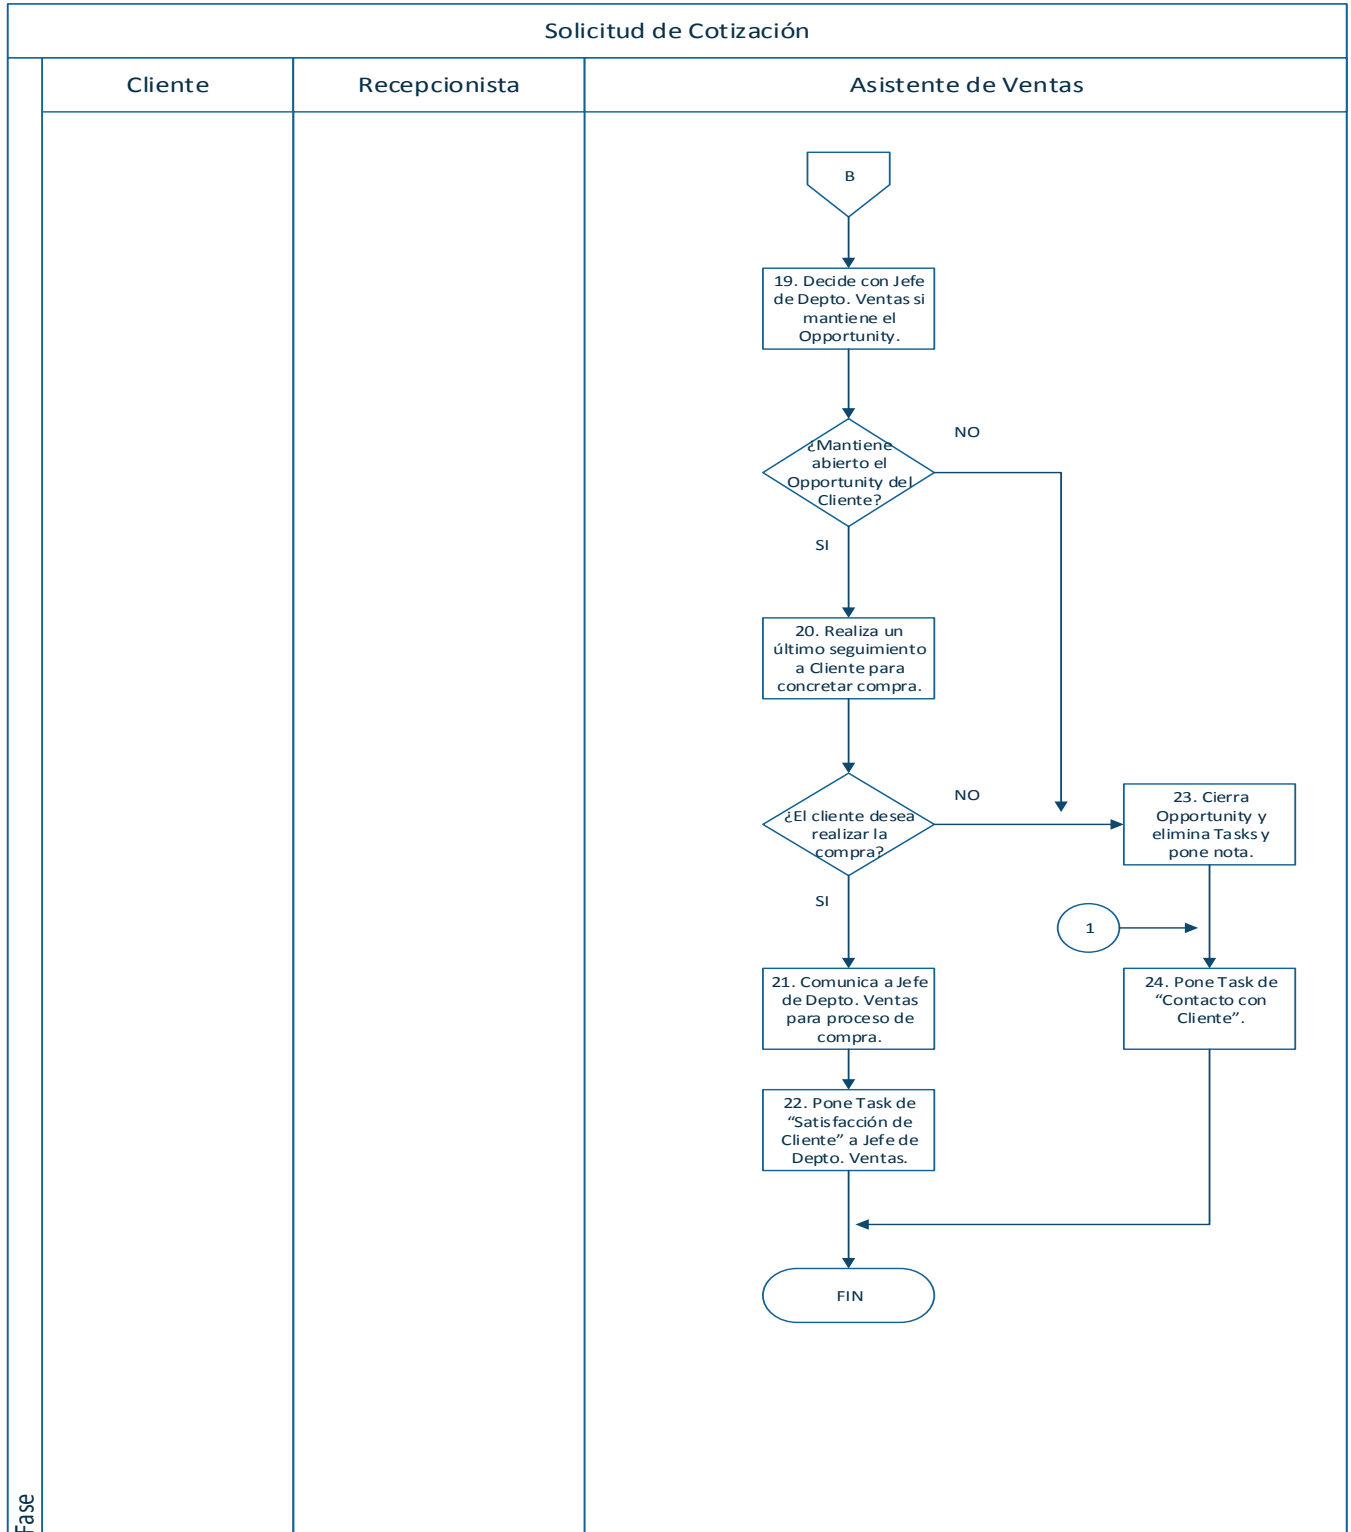 Solicitud de Cotización
Cliente
Recepcionista
Asistente de Ventas
B
19. Decide con Jefe
de Depto. Ventas si
mantiene el
Opportunity.
NO
¿Mantiene
abierto el
Opportunity del
Cliente?
SI
20. Realiza un
último seguimiento
a Cliente para
concretar compra.
NO
¿El cliente desea
realizar la
compra?
23. Cierra
Opportunity y
elimina Tasks y
pone nota.
SI
1
21. Comunica a Jefe
de Depto. Ventas
para proceso de
compra.
24. Pone Task de
“Contacto con
Cliente”.
22. Pone Task de
“Satisfacción de
Cliente” a Jefe de
Depto. Ventas.
FIN
Fase